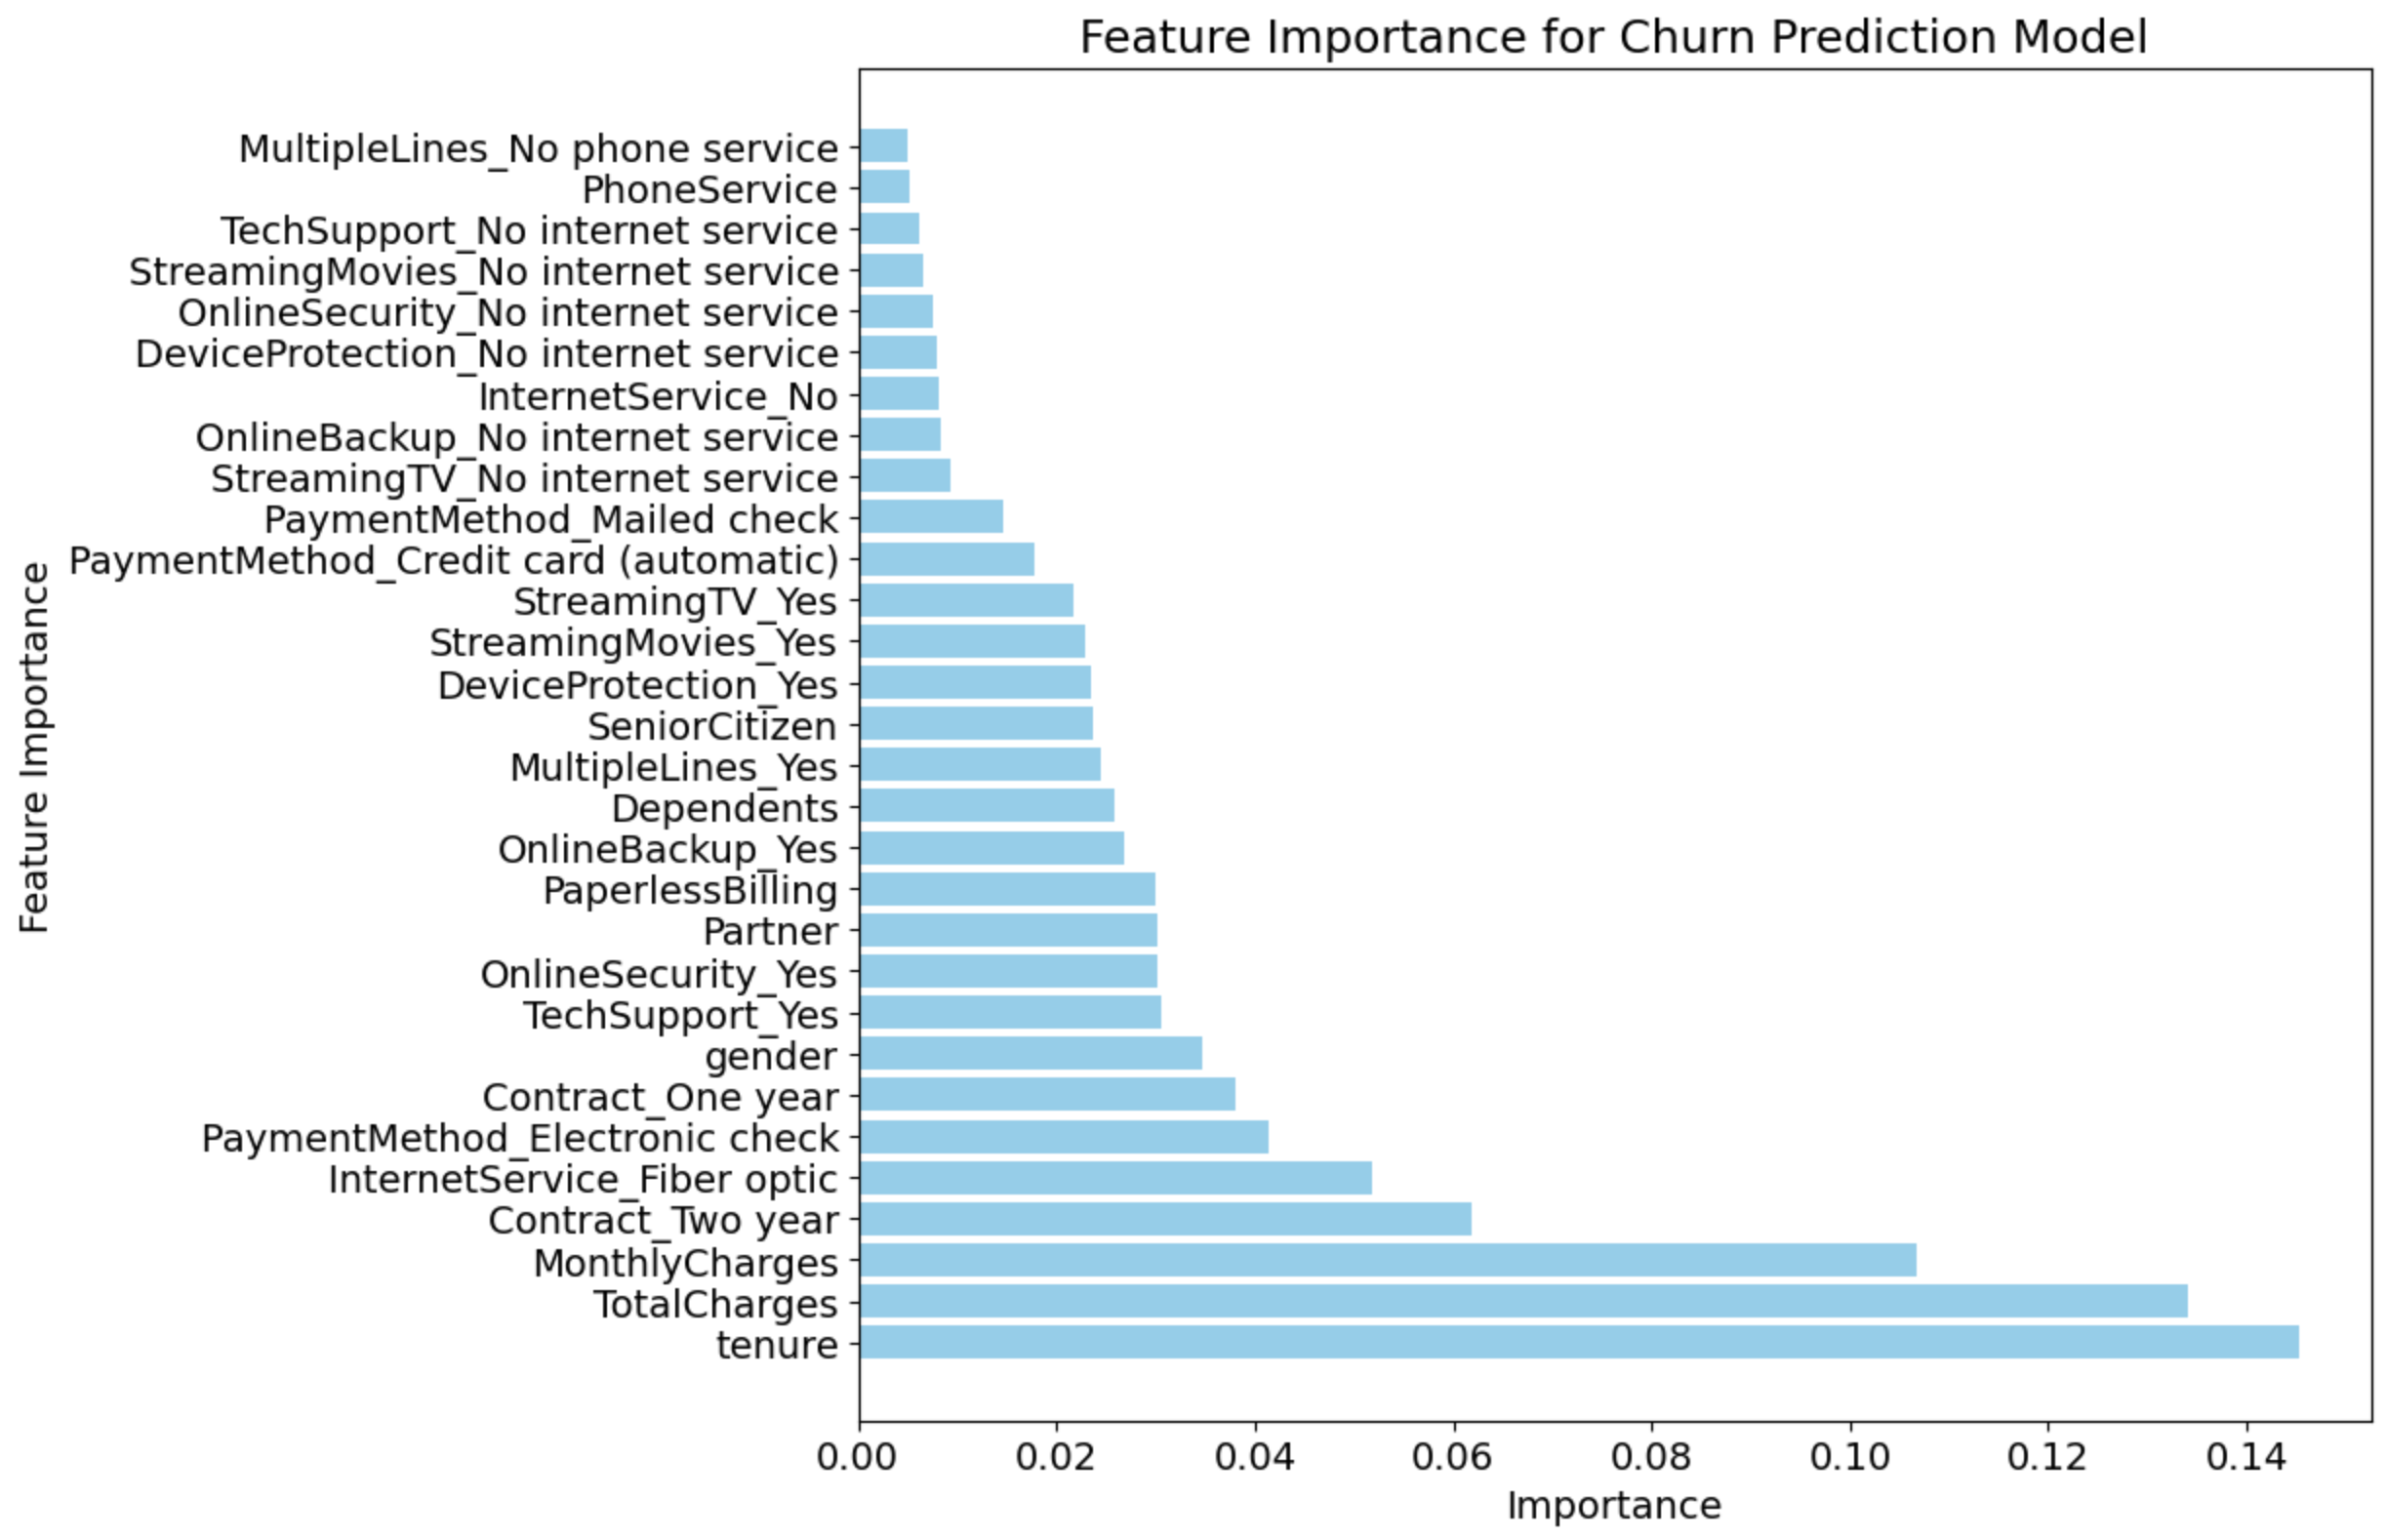 Feature Importance for Churn Prediction Model
Feature Importance
MultipleLines_No phone service
PhoneService
TechSupport_No internet service
StreamingMovies_No internet service
OnlineSecurity_No internet service
DeviceProtection_No internet service
InternetService_No
OnlineBackup_No internet service
StreamingTV_No internet service
PaymentMethod_Mailed check
PaymentMethod_Credit card (automatic)
StreamingTV_Yes
StreamingMovies_Yes
DeviceProtection_Yes
SeniorCitizen
MultipleLines_Yes
Dependents
OnlineBackup_Yes
PaperlessBilling
Partner
OnlineSecurity_Yes
TechSupport_Yes
gender
Contract_One year
PaymentMethod_Electronic check
InternetService_Fiber optic
Contract_Two year
MonthlyCharges
TotalCharges
tenure
0.00 0.02 0.04 0.06 0.08 0.10 0.12 0.14
Importance